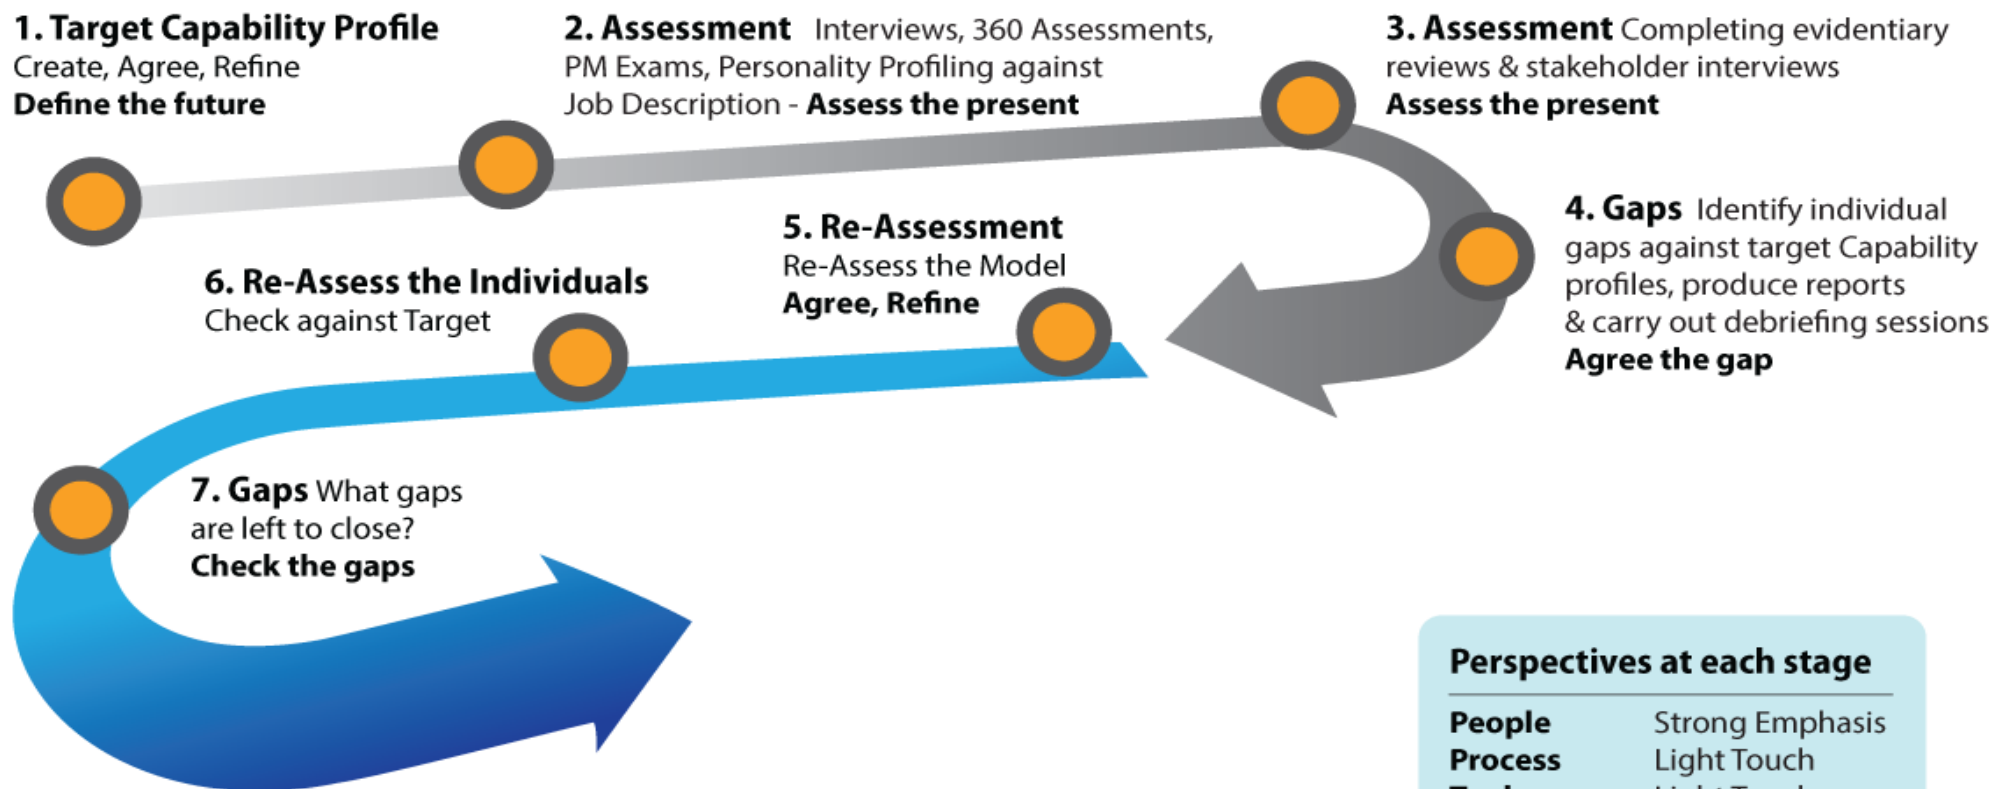 1. Target Capability Profile
Create, Agree, Refine
Define the future
2. Assessment Interviews, 360 Assessments,
PM Exams, Personality Profiling against
Job Description - Assess the present
3. Assessment Completing evidentiary
reviews & stakeholder interviews
Assess the present
4. Gaps Identify individual
gaps against target Capability
profiles, produce reports
& carry out debriefing sessions
Agree the gap
5. Re-Assessment
Re-Assess the Model
Agree, Refine
6. Re-Assess the Individuals
Check against Target
7. Gaps What gaps
are left to close?
Check the gaps
Perspectives at each stage
People Strong Emphasis
Process Light Touch